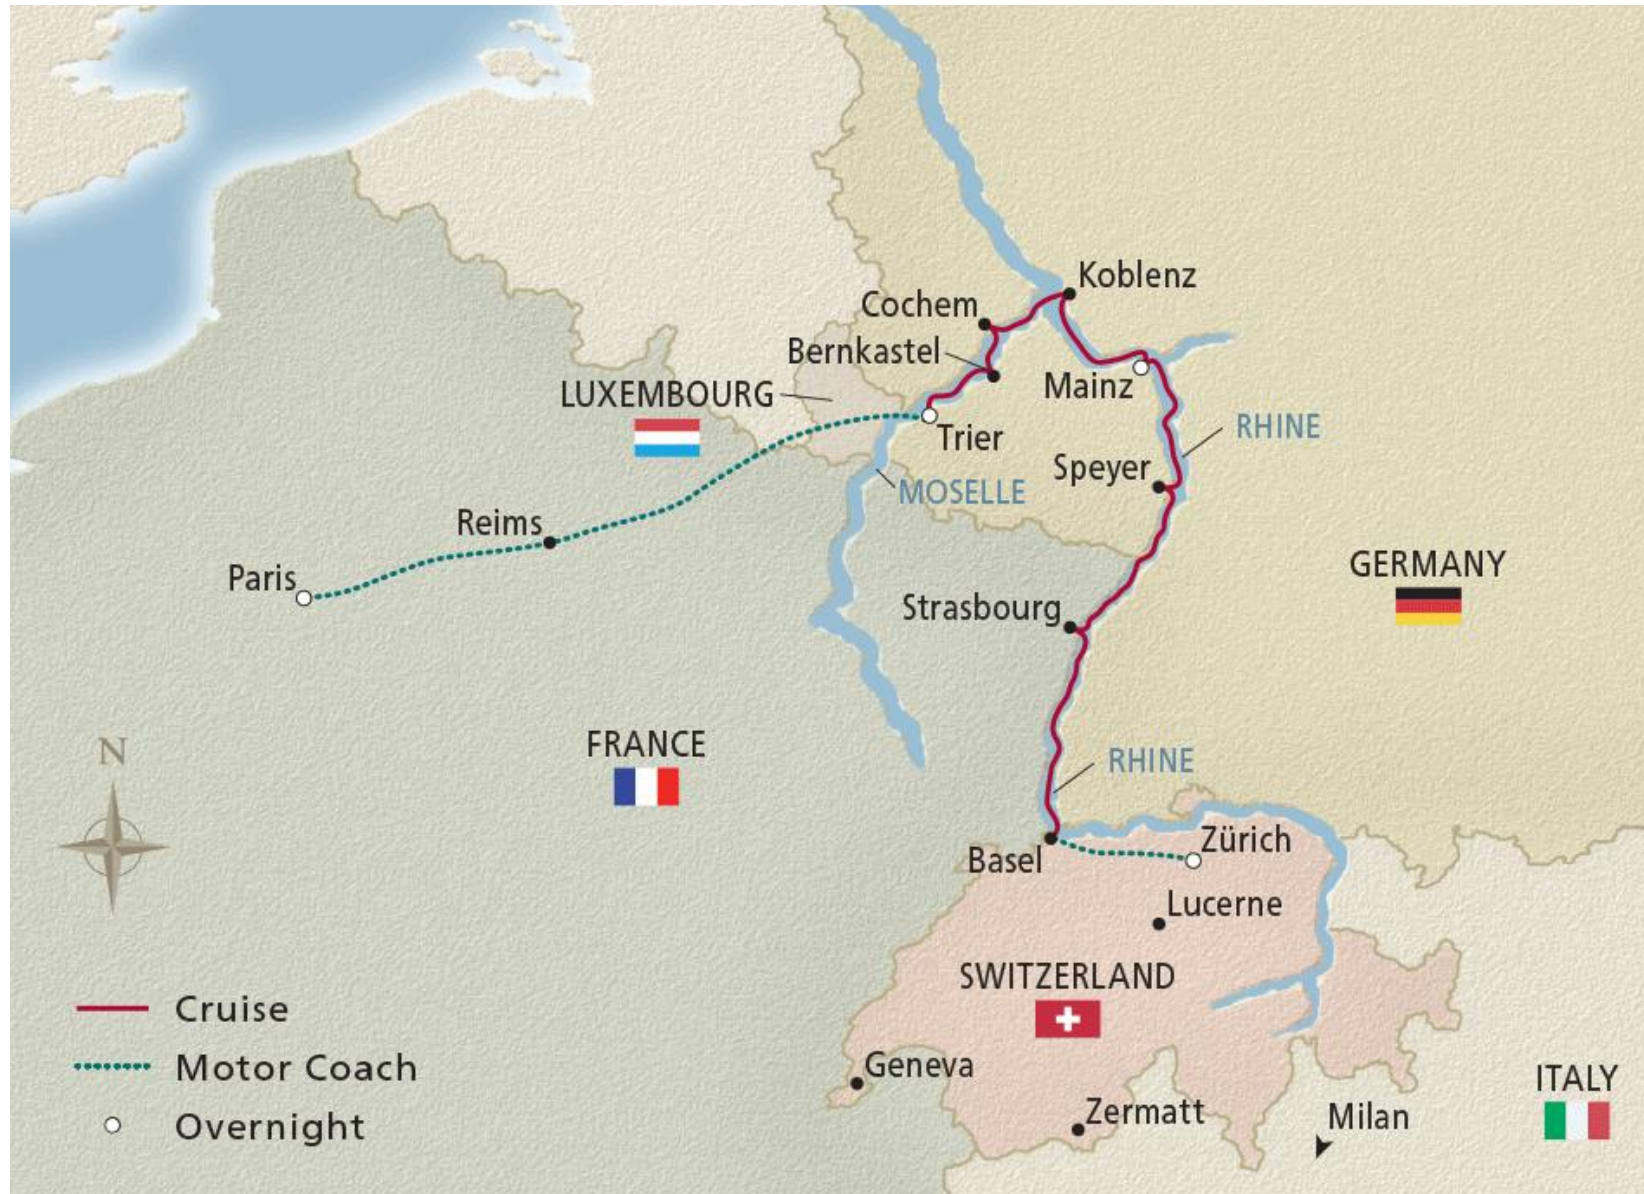 Koblenz
Cochem
Bernkastel
Mainz
LUXEMBOURG
RHINE
Trier
Speyer
MOSELLE
Reims
GERMANY
Paris
Strasbourg
FRANCE
N
RHINE
Zürich
Basel
Lucerne
SWITZERLAND
Cruise
Motor Coach
Geneva
ITALY
Zermatt
Milan
Overnight